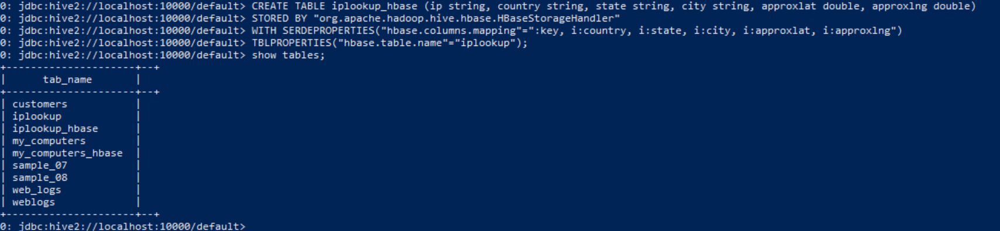 0: jdbc:hive2://localhost:10000/default> CREATE TABLE iplookup_hbase (ip string, country string, state string, city string, approxlat double, approxlng double)
0: jdbc:hive2://localhost:10000/default> STORED BY "org.apache.hadoop.hive.hbase.HBaseStorageHandler"
0: jdbc:hive2://localhost:10000/default> WITH SERDEPROPERTIES("hbase.columns.mapping"=":key, i:country, i:state, i:city, i:approxlat, i:approxlng")
0: jdbc:hive2://localhost:10000/default> TBLPROPERTIES("hbase.table.name"="iplookup");
0: jdbc:hive2://localhost:10000/default> show tables;
+---------------------+--+
|      tab_name       |
+---------------------+--+
| customers           |
| iplookup            |
| iplookup_hbase      |
| my_computers        |
| my_computers_hbase  |
| sample_07           |
| sample_08           |
| web_logs            |
| weblogs             |
+---------------------+--+
0: jdbc:hive2://localhost:10000/default>